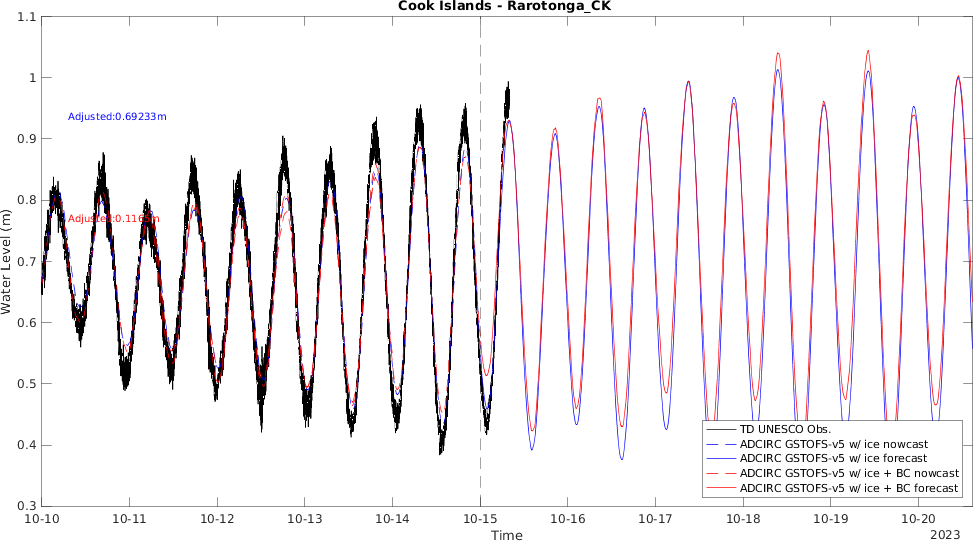 Cook Islands - Rarotonga_CK
1.1
1
0.9
0.8
0.7
0.6
0.5
0.4
0.3
Water Level (m)
Adjusted:0.69233m
TD UNESCO Obs.
ADCIRC GSTOFS-v5 w/ ice nowcast
ADCIRC GSTOFS-v5 w/ ice forecast
ADCIRC GSTOFS-v5 w/ ice + BC nowcast
ADCIRC GSTOFS-v5 w/ ice + BC forecast
10-10 10-11 10-12 10-13 10-14 10-15 10-16 10-17 10-18 10-19 10-20
Time
2023